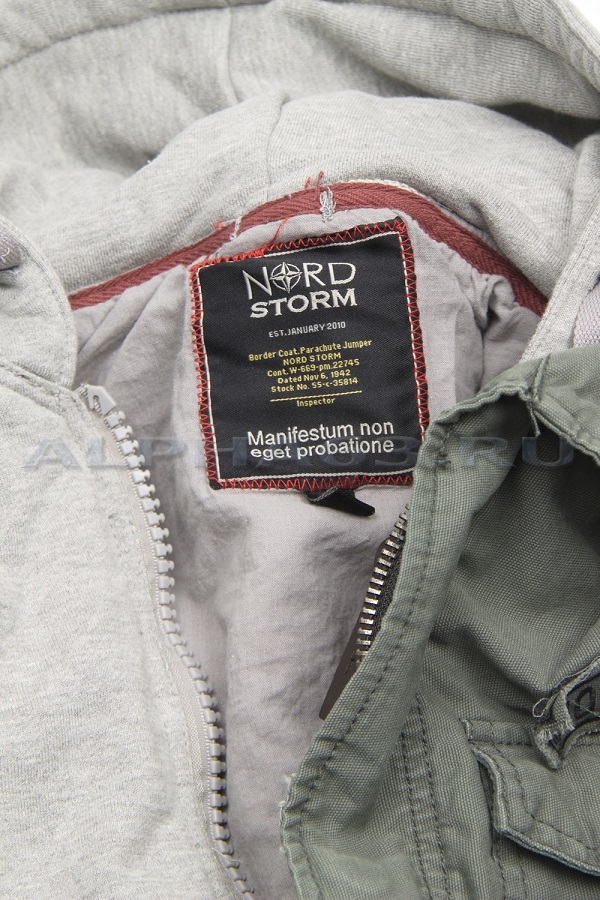 NORD
STORM
EST.JANUARY 2010
Border Coat.Parachute Jumper
NORD STORM
Cont. W-669-pm.22745
Dated Nov 6, 1942
Stock No. 55-c-35814
Inspector
Manifestum non
eget probatione